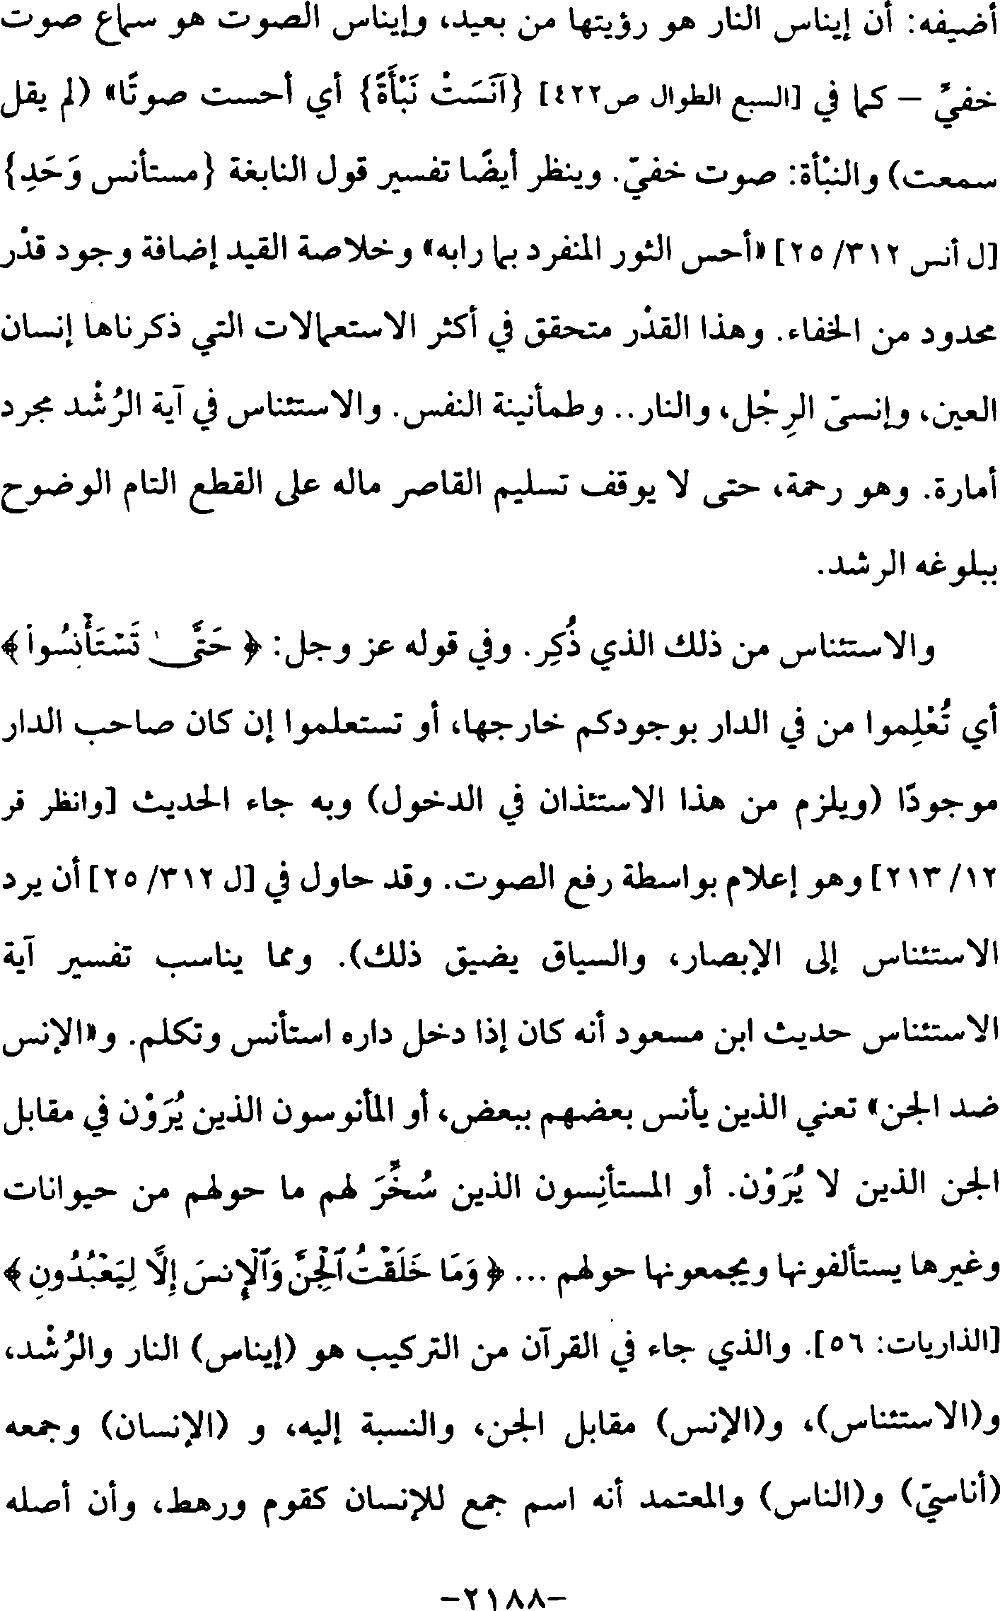 أضيفه: أن إيناس النار هو رؤيتها من بعيد، وإيناس الصوت هو سماع صوت
خفيّ – كما في [السبع الطوال ص٤٢٢] {آنَسَتْ نَبْأَةً} أي أحست صوتًا» (لم يقل
سمعت) والنبْأة: صوت خفيّ. وينظر أيضًا تفسير قول النابغة {مستأنس وَحَدِ}
[ل أنس ٣١٢/ ٢٥] «أحس الثور المنفرد بما رابه» وخلاصة القيد إضافة وجود قدْر
محدود من الخفاء. وهذا القدْر متحقق في أكثر الاستعمالات التي ذكرناها إنسان
العين، وإنسىّ الرِجْل، والنار.. وطمأنينة النفس. والاستئناس في آية الرُشْد مجرد
أمارة. وهو رحمة، حتى لا يوقف تسليم القاصر ماله على القطع التام الوضوح
ببلوغه الرشد.
والاستئناس من ذلك الذي ذُكِر. وفي قوله عز وجل: ﴿حَتَّىٰ تَسْتَأْنِسُوا﴾
أي تُعْلِموا من في الدار بوجودكم خارجها، أو تستعلموا إن كان صاحب الدار
موجودًا (ويلزم من هذا الاستئذان في الدخول) وبه جاء الحديث [وانظر قر
١٢/ ٢١٣] وهو إعلام بواسطة رفع الصوت. وقد حاول في [ل ٣١٢/ ٢٥] أن يرد
الاستئناس إلى الإبصار، والسياق يضيق ذلك). ومما يناسب تفسير آية
الاستئناس حديث ابن مسعود أنه كان إذا دخل داره استأنس وتكلم. و«الإنس
ضد الجن» تعني الذين يأنس بعضهم ببعض، أو المأنوسون الذين يُرَوْن في مقابل
الجن الذين لا يُرَوْن. أو المستأنِسون الذين سُخِّرَ لهم ما حولهم من حيوانات
وغيرها يستألفونها ويجمعونها حولهم ... ﴿وَمَا خَلَقْتُ ٱلْجِنَّ وَٱلْإِنسَ إِلَّا لِيَعْبُدُونِ﴾
[الذاريات: ٥٦]. والذي جاء في القرآن من التركيب هو (إيناس) النار والرُشْد،
و(الاستئناس)، و(الإنس) مقابل الجن، والنسبة إليه، و (الإنسان) وجمعه
(أناسيّ) و(الناس) والمعتمد أنه اسم جمع للإنسان كقوم ورهط، وأن أصله
-٢١٨٨-